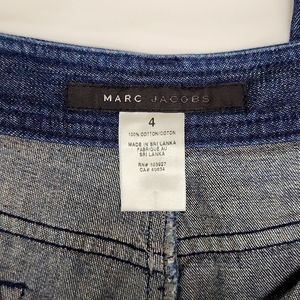 MARC JACOBS
4
100% COTTON/COTON
MADE IN SRI LANKA
FABRIQUE AU
SRI LANKA
RN# 103927
CA# 40634